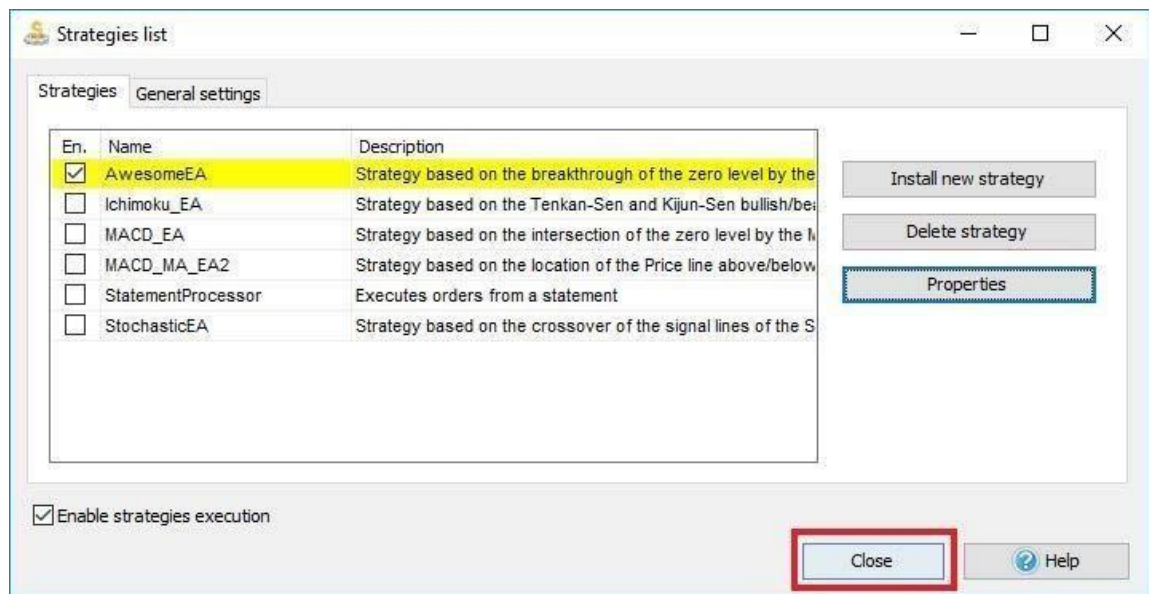 Strategies list
Strategies General settings
En. Name Description
AwesomeEA Strategy based on the breakthrough of the zero level by the
Ichimoku_EA Strategy based on the Tenkan-Sen and Kijun-Sen bullish/bea
MACD_EA Strategy based on the intersection of the zero level by the M
MACD_MA_EA2 Strategy based on the location of the Price line above/below
StatementProcessor Executes orders from a statement
StochasticEA Strategy based on the crossover of the signal lines of the S
Install new strategy
Delete strategy
Properties
Enable strategies execution
Close Help